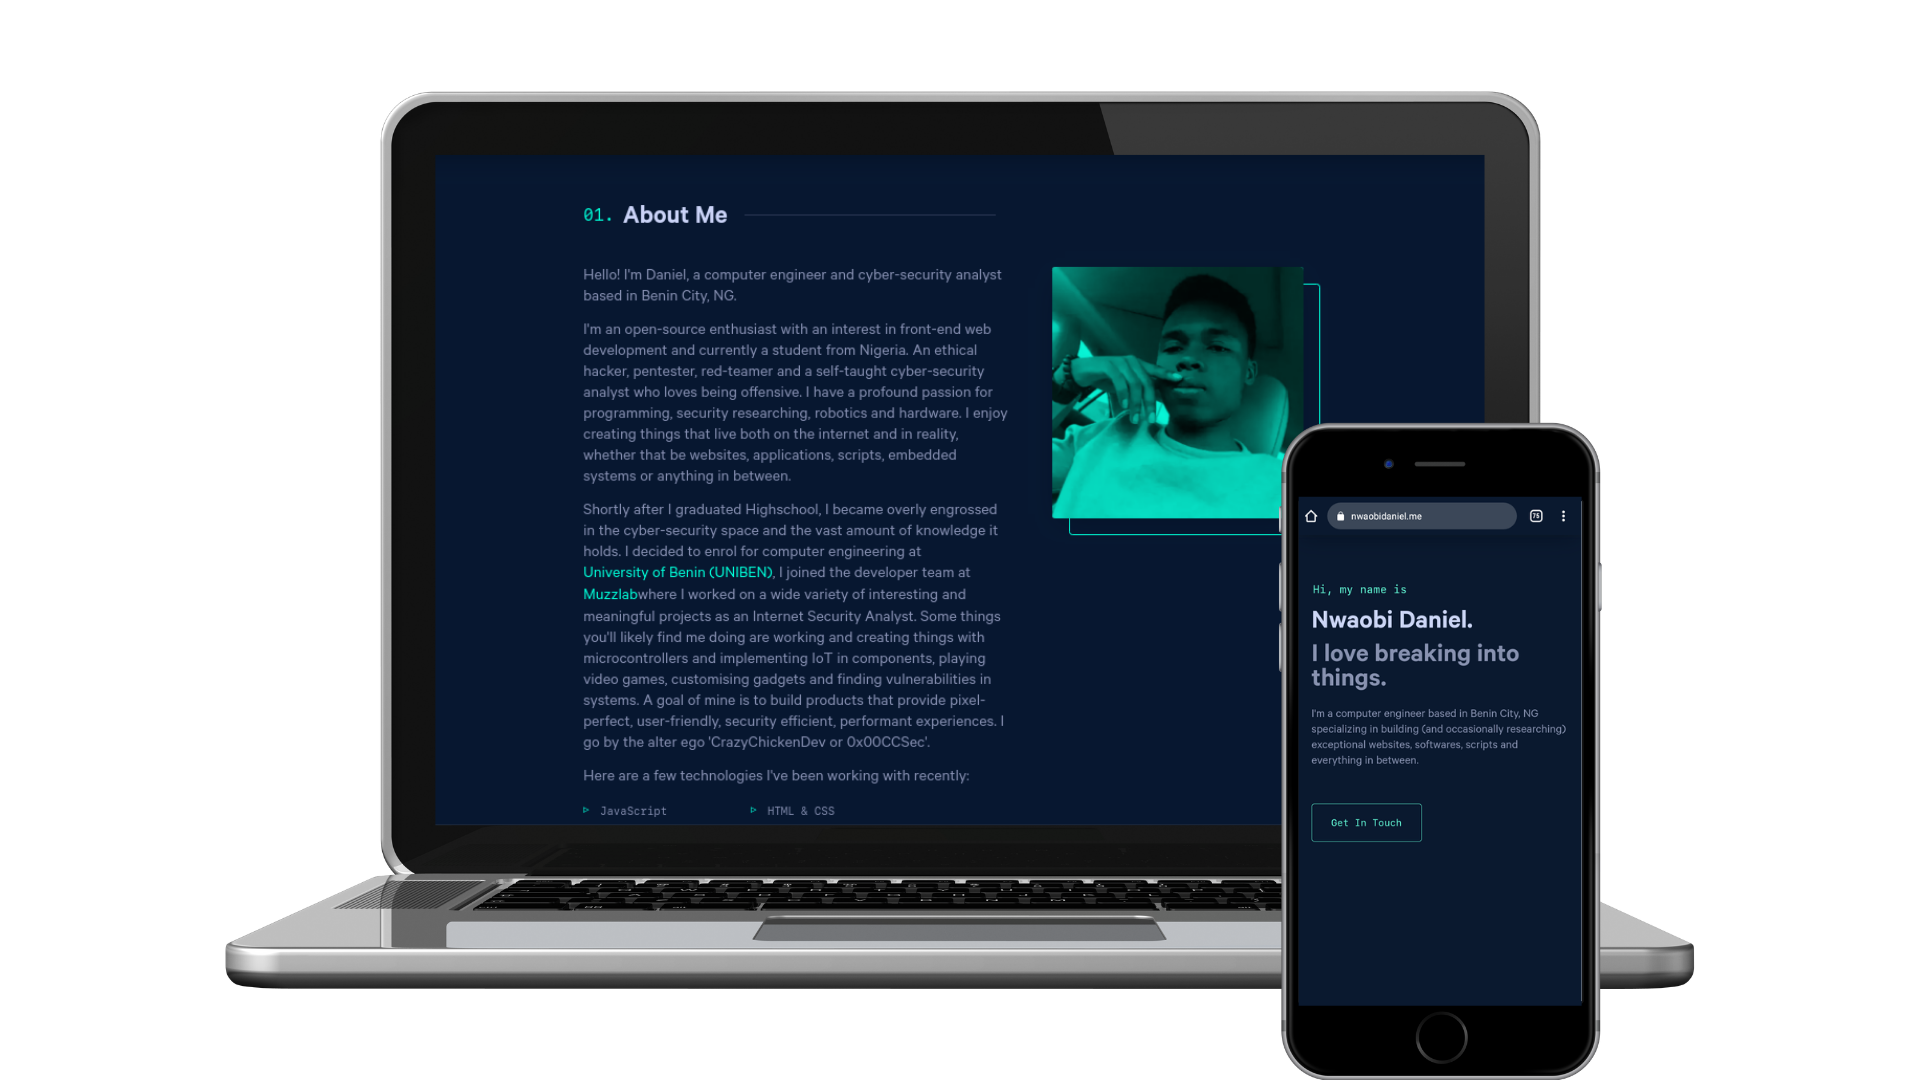 01. About Me
Hello! I'm Daniel, a computer engineer and cyber-security analyst
based in Benin City, NG.
I'm an open-source enthusiast with an interest in front-end web
development and currently a student from Nigeria. An ethical
hacker, pentester, red-teamer and a self-taught cyber-security
analyst who loves being offensive. I have a profound passion for
programming, security researching, robotics and hardware. I enjoy
creating things that live both on the internet and in reality,
whether that be websites, applications, scripts, embedded
systems or anything in between.
Shortly after I graduated Highschool, I became overly engrossed
in the cyber-security space and the vast amount of knowledge it
holds. I decided to enrol for computer engineering at
University of Benin (UNIBEN), I joined the developer team at
Muzzlabwhere I worked on a wide variety of interesting and
meaningful projects as an Internet Security Analyst. Some things
you'll likely find me doing are working and creating things with
microcontrollers and implementing IoT in components, playing
video games, customising gadgets and finding vulnerabilities in
systems. A goal of mine is to build products that provide pixel-
perfect, user-friendly, security efficient, performant experiences. I
go by the alter ego 'CrazyChickenDev or 0x00CCSec'.
Here are a few technologies I've been working with recently:
JavaScript
HTML & CSS
nwaobidaniel.me
75
Hi, my name is
Nwaobi Daniel.
I love breaking into
things.
I'm a computer engineer based in Benin City, NG
specializing in building (and occasionally researching)
exceptional websites, softwares, scripts and
everything in between.
Get In Touch